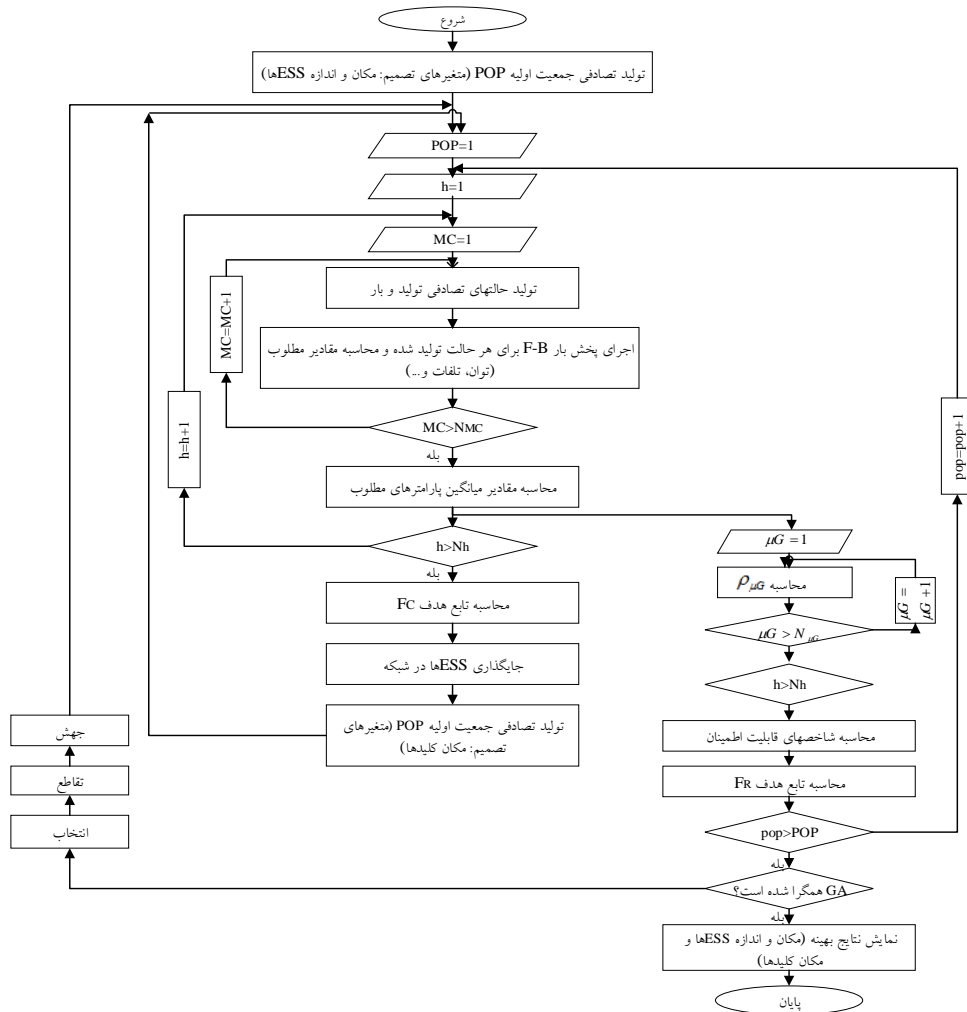 شروع
تولید تصادفی جمعیت اولیه POP (متغیرهای تصمیم: مکان و اندازه ESSها)
POP=1
h=1
MC=1
تولید حالتهای تصادفی تولید و بار
MC=MC+1
اجرای پخش بار F-B برای هر حالت تولید شده و محاسبه مقادیر مطلوب
(توان، تلفات و...)
MC>NMC
بله
h=h+1
pop=pop+1
محاسبه مقادیر میانگین پارامترهای مطلوب
h>Nh
بله
محاسبه تابع هدف FC
جایگذاری ESSها در شبکه
تولید تصادفی جمعیت اولیه POP (متغیرهای
تصمیم: مکان کلیدها)
μG =1
محاسبه ρμG
μG =
μG +1
μG > NμG
h>Nh
محاسبه شاخصهای قابلیت اطمینان
محاسبه تابع هدف FR
pop>POP
بله
جهش
تقاطع
انتخاب
GA همگرا شده است؟
بله
نمایش نتایج بهینه (مکان و اندازه ESSها و
مکان کلیدها)
پایان